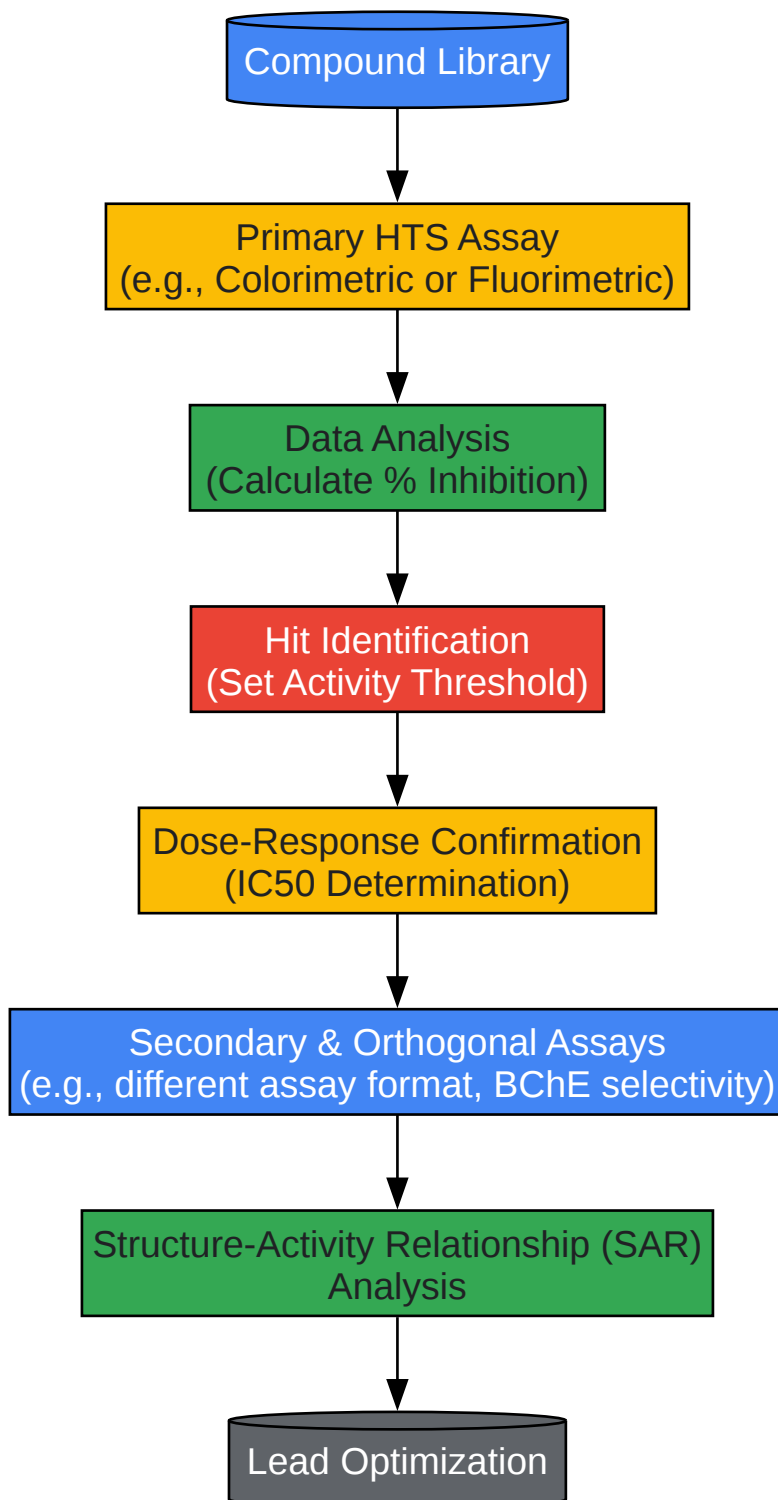 Compound Library
Primary HTS Assay
(e.g., Colorimetric or Fluorimetric)
Data Analysis
(Calculate % Inhibition)
Hit Identification
(Set Activity Threshold)
Dose-Response Confirmation
(IC50 Determination)
Secondary & Orthogonal Assays
(e.g., different assay format, BChE selectivity)
Structure-Activity Relationship (SAR)
Analysis
Lead Optimization